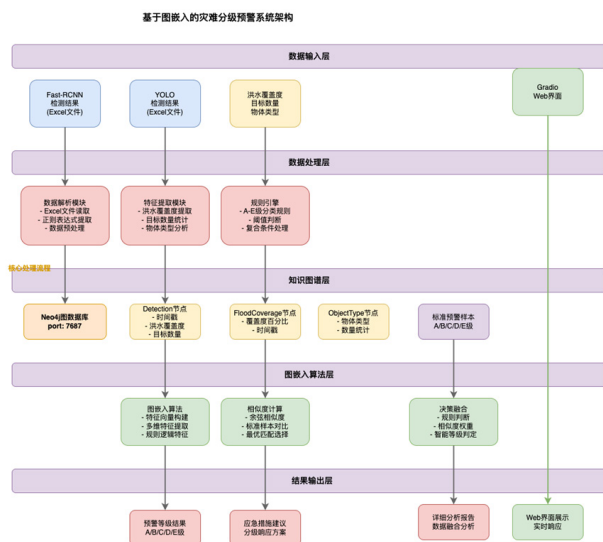 基于图嵌入的灾难分级预警系统架构
数据输入层
Fast-RCNN
检测结果
(Excel文件)
YOLO
检测结果
(Excel文件)
洪水覆盖度
目标数量
物体类型
Gradio
Web界面
数据处理层
数据解析模块
- Excel文件读取
- 正则表达式提取
- 数据预处理
特征提取模块
- 洪水覆盖度提取
- 目标数量统计
- 物体类型分析
规则引擎
- A-E级分类规则
- 阈值判断
- 复合条件处理
核心处理流程
知识图谱层
Neo4j图数据库
port: 7687
Detection节点
- 时间戳
- 洪水覆盖度
- 目标数量
FloodCoverage节点
- 覆盖度百分比
- 时间戳
ObjectType节点
- 物体类型
- 数量统计
标准预警样本
A/B/C/D/E级
图嵌入算法层
图嵌入算法
- 特征向量构建
- 多维特征提取
- 规则逻辑特征
相似度计算
- 余弦相似度
- 标准样本对比
- 最优匹配选择
决策融合
- 规则判断
- 相似度权重
- 智能等级判定
结果输出层
预警等级结果
A/B/C/D/E级
应急措施建议
分级响应方案
详细分析报告
数据融合分析
Web界面展示
实时响应